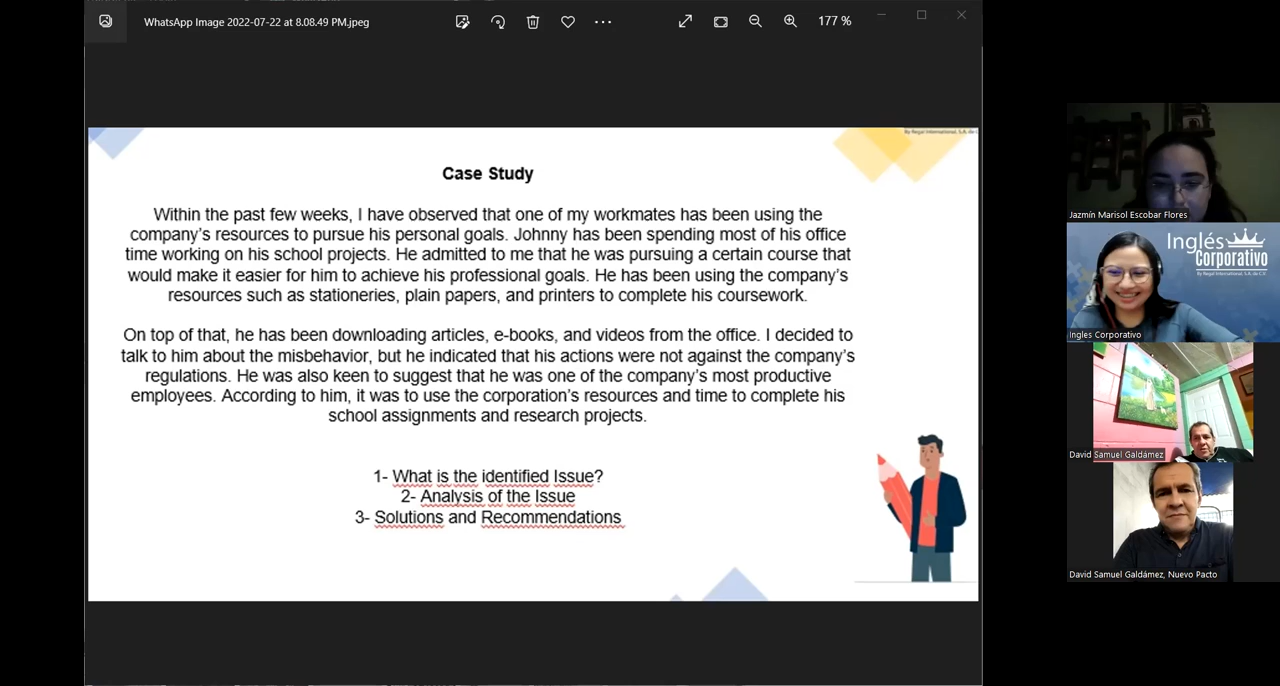 WhatsApp Image 2022-07-22 at 8.08.49 PM.jpeg
177 %
By Regal International, S.A. de
Case Study
Within the past few weeks, I have observed that one of my workmates has been using the
company's resources to pursue his personal goals. Johnny has been spending most of his office
time working on his school projects. He admitted to me that he was pursuing a certain course that
would make it easier for him to achieve his professional goals. He has been using the company's
resources such as stationeries, plain papers, and printers to complete his coursework.
On top of that, he has been downloading articles, e-books, and videos from the office. I decided to
talk to him about the misbehavior, but he indicated that his actions were not against the company's
regulations. He was also keen to suggest that he was one of the company's most productive
employees. According to him, it was to use the corporation's resources and time to complete his
school assignments and research projects.
1- What is the identified Issue?
2- Analysis of the Issue
3- Solutions and Recommendations
Jazmín Marisol Escobar Flores
Inglés
Corporativo
By Regal International, S.A. de C.V.
Ingles Corporativo
David Samuel Galdámez
David Samuel Galdámez, Nuevo Pacto